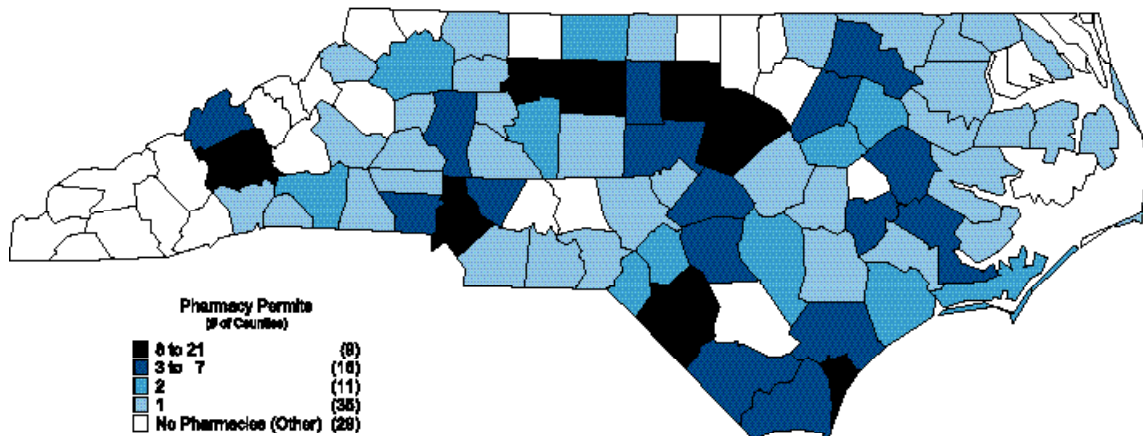 Pharmacy Permits
(# of Counties)
8 to 21 (9)
3 to 7 (16)
2 (11)
1 (35)
No Pharmacies (Other) (29)